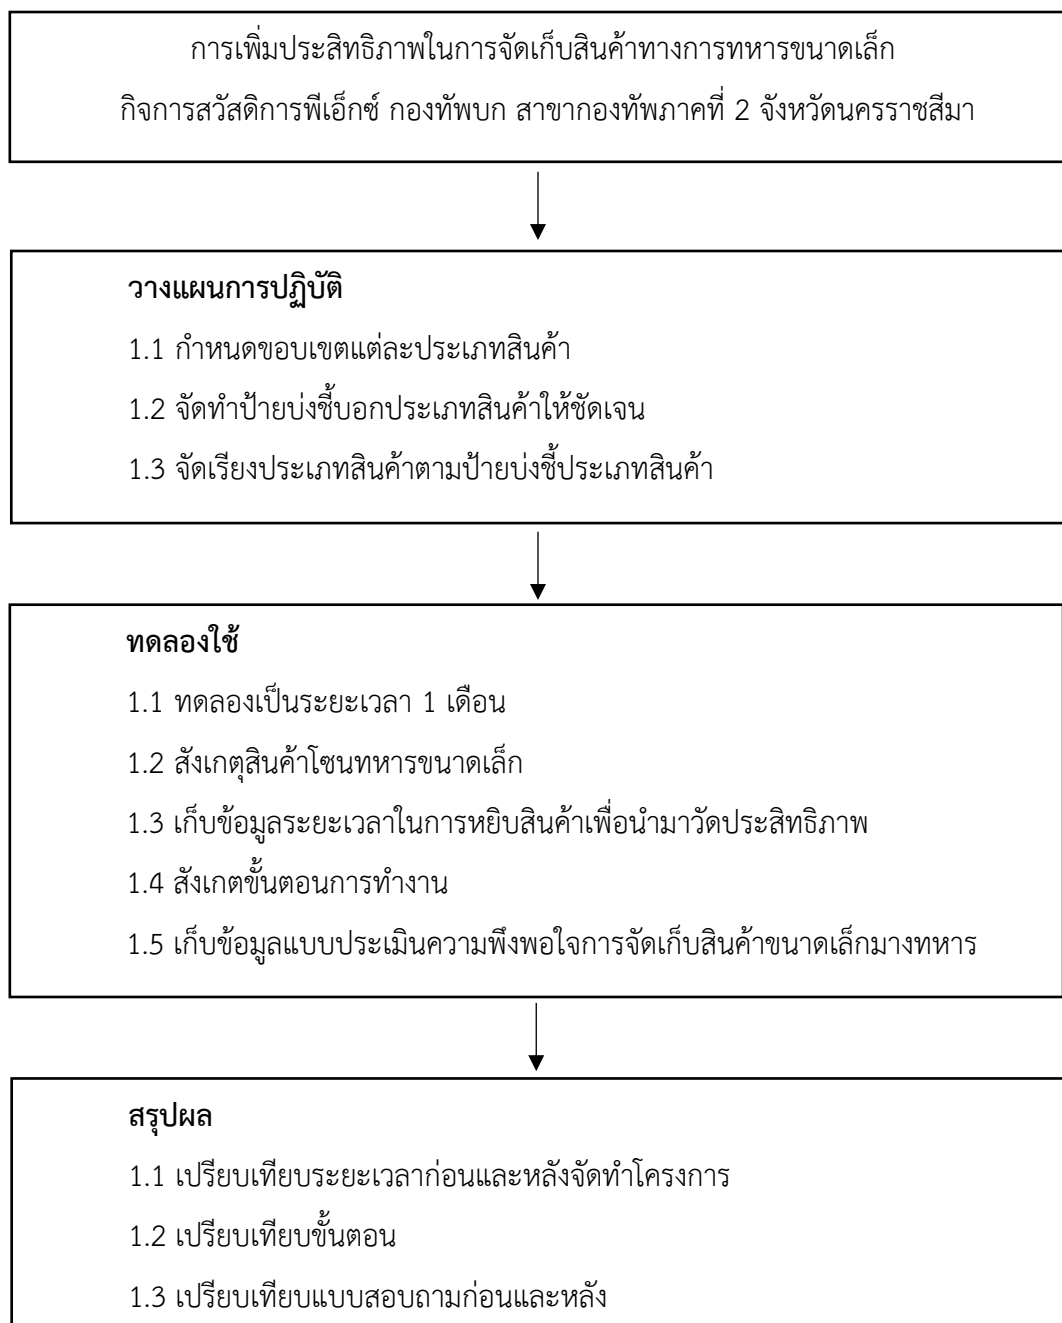 การเพิ่มประสิทธิภาพในการจัดเก็บสินค้าทางการทหารขนาดเล็ก
กิจการสวัสดิการพีเอ็กซ์ กองทัพบก สาขากองทัพภาคที่ 2 จังหวัดนครราชสีมา
วางแผนการปฏิบัติ
1.1 กำหนดขอบเขตแต่ละประเภทสินค้า
1.2 จัดทำป้ายบ่งชี้บอกประเภทสินค้าให้ชัดเจน
1.3 จัดเรียงประเภทสินค้าตามป้ายบ่งชี้ประเภทสินค้า
ทดลองใช้
1.1 ทดลองเป็นระยะเวลา 1 เดือน
1.2 สังเกตุสินค้าโซนทหารขนาดเล็ก
1.3 เก็บข้อมูลระยะเวลาในการหยิบสินค้าเพื่อนำมาวัดประสิทธิภาพ
1.4 สังเกตขั้นตอนการทำงาน
1.5 เก็บข้อมูลแบบประเมินความพึงพอใจการจัดเก็บสินค้าขนาดเล็กมางทหาร
สรุปผล
1.1 เปรียบเทียบระยะเวลาก่อนและหลังจัดทำโครงการ
1.2 เปรียบเทียบขั้นตอน
1.3 เปรียบเทียบแบบสอบถามก่อนและหลัง